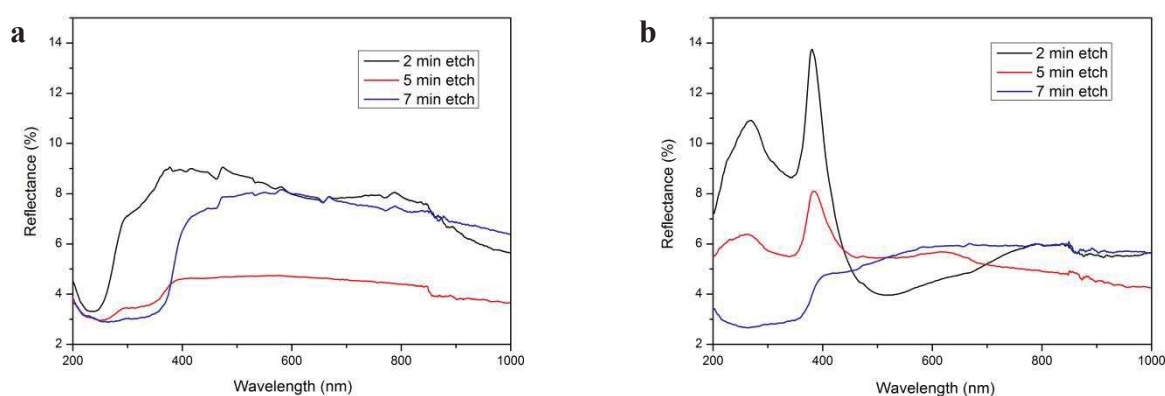 a
14
12
10
8
6
4
2
Reflectance (%)
2 min etch
5 min etch
7 min etch
200
400
600
800
1000
Wavelength (nm)
b
14
12
10
8
6
4
2
Reflectance (%)
2 min etch
5 min etch
7 min etch
200
400
600
800
1000
Wavelength (nm)